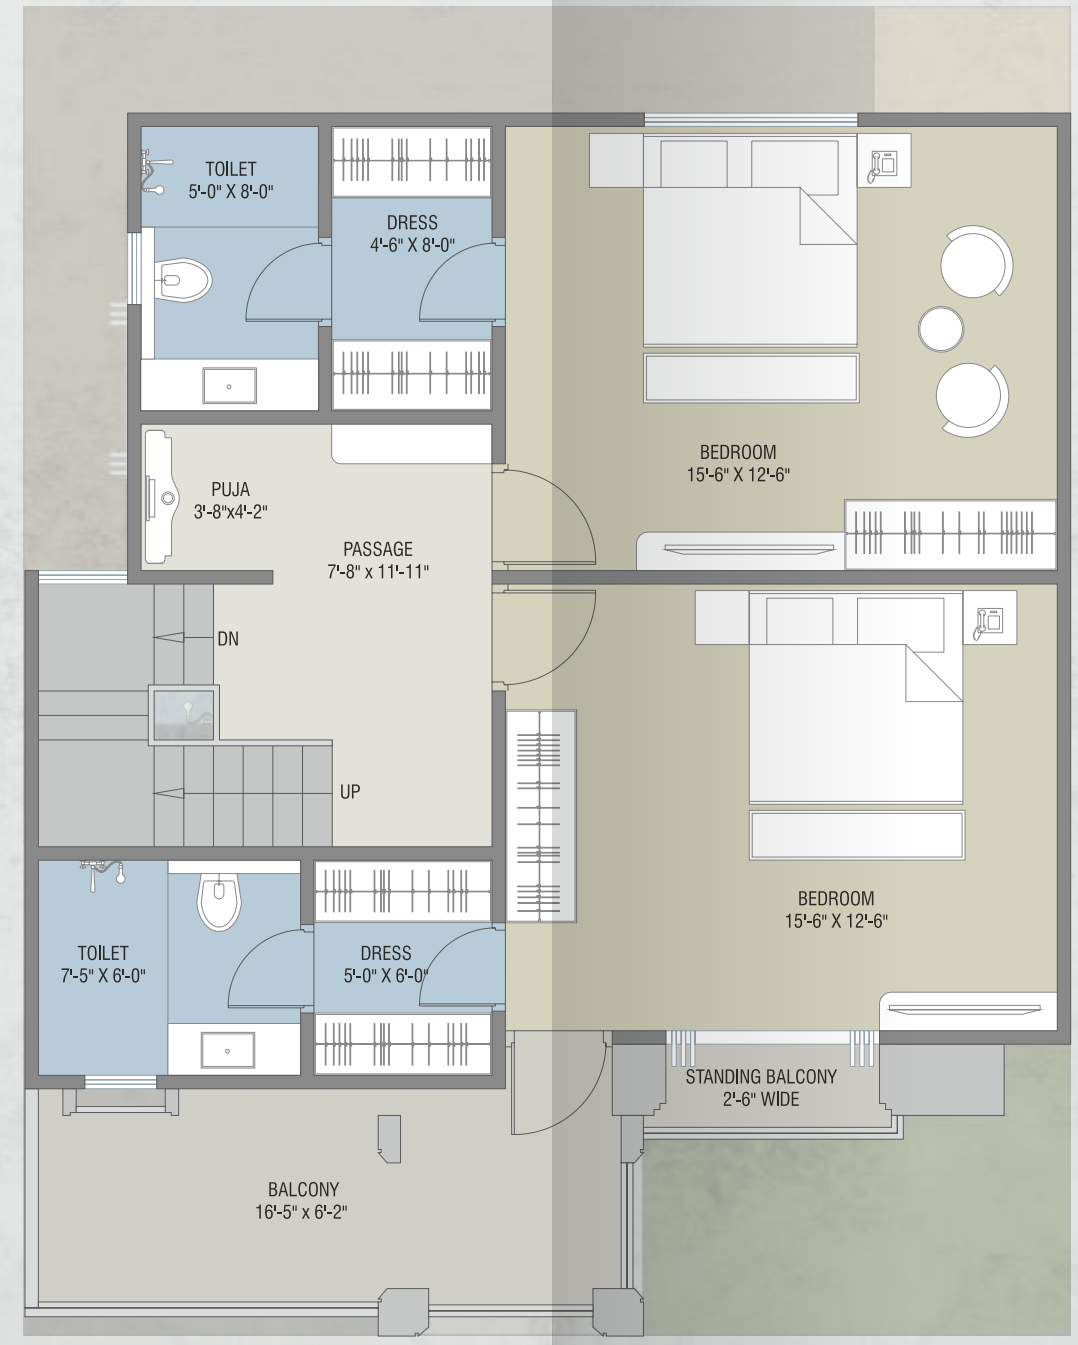 TOILET
5'-0" X 8'-0"
DRESS
4'-6" X 8'-0"
BEDROOM
15'-6" X 12'-6"
PUJA
3'-8"x4'-2"
PASSAGE
7'-8" x 11'-11"
DN
UP
BEDROOM
15'-6" X 12'-6"
TOILET
7'-5" X 6'-0"
DRESS
5'-0" X 6'-0"
STANDING BALCONY
2'-6" WIDE
BALCONY
16'-5" x 6'-2"